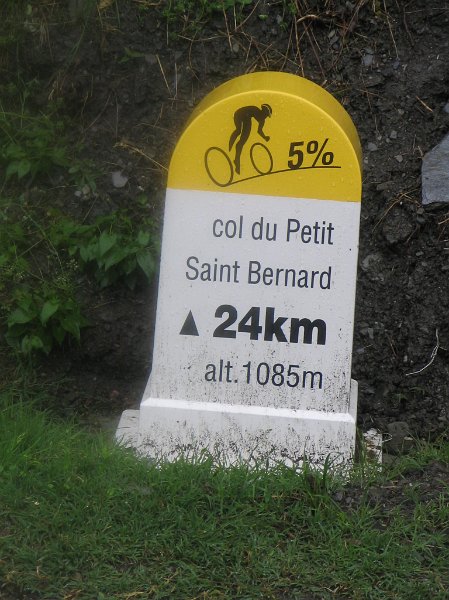 5%
col du Petit
Saint Bernard
▲ 24km
alt.1085m